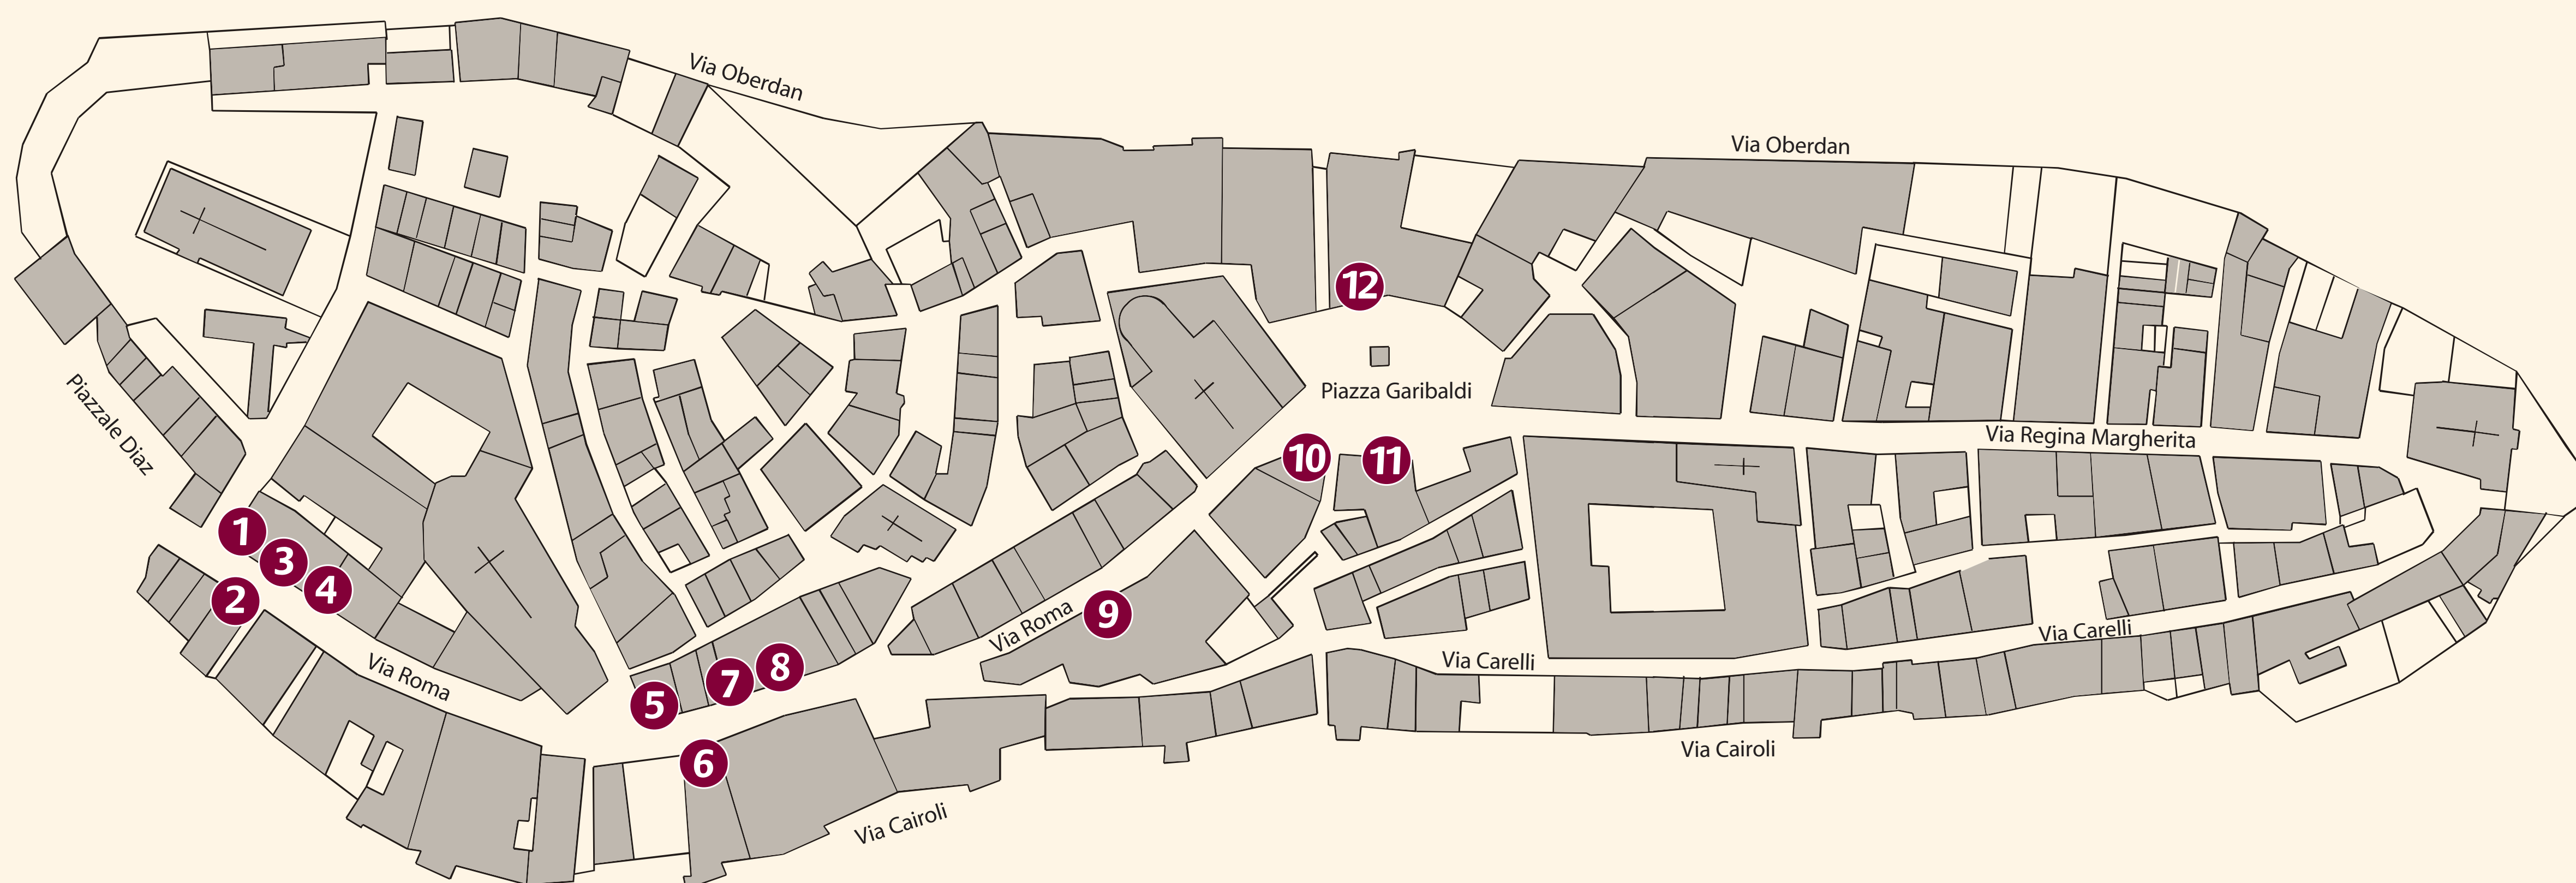 Via Oberdan
Via Oberdan
12
Piazza Garibaldi
Piazzale Diaz
Via Regina Margherita
10
11
1
3
4
2
9
Via Roma
Via Roma
8
7
5
Via Carelli
Via Carelli
6
Via Cairoli
Via Cairoli